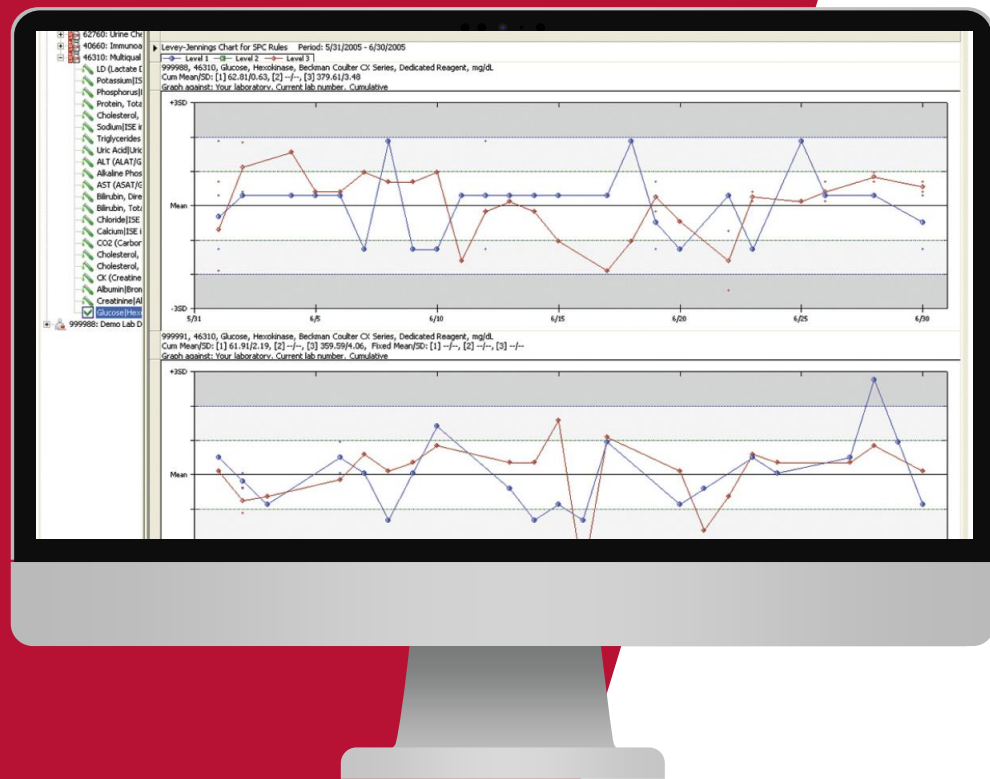 62760: Urine Che
40660: Immunoa
46310: Multiqual
LD (Lactate D
Potassium|IS
Phosphorus|
Protein, Tota
Cholesterol,
Sodium|ISE i
Triglycerides
Uric Acid|Uric
ALT (ALAT/G
Alkaline Phos
AST (ASAT/G
Bilirubin, Dire
Bilirubin, Tota
Chloride|ISE
Calcium|ISE i
CO2 (Carbor
Cholesterol,
Cholesterol,
CK (Creatine
Albumin|Bron
Creatinine|Al
Glucose|Hex
999988: Demo Lab D
Levey-Jennings Chart for SPC Rules Period: 5/31/2005 - 6/30/2005
Level 1 Level 2 Level 3
999988, 46310, Glucose, Hexokinase, Beckman Coulter CX Series, Dedicated Reagent, mg/dL
Cum Mean/SD: [1] 62.81/0.63, [2] --/--, [3] 379.61/3.48
Graph against: Your laboratory. Current lab number. Cumulative
+3SD
Mean
-3SD
5/31 6/5 6/10 6/15 6/20 6/25 6/30
999991, 46310, Glucose, Hexokinase, Beckman Coulter CX Series, Dedicated Reagent, mg/dL
Cum Mean/SD: [1] 61.91/2.19, [2] --/--, [3] 359.59/4.06, Fixed Mean/SD: [1] --/--, [2] --/--, [3] --/--
Graph against: Your laboratory. Current lab number. Cumulative
+3SD
Mean